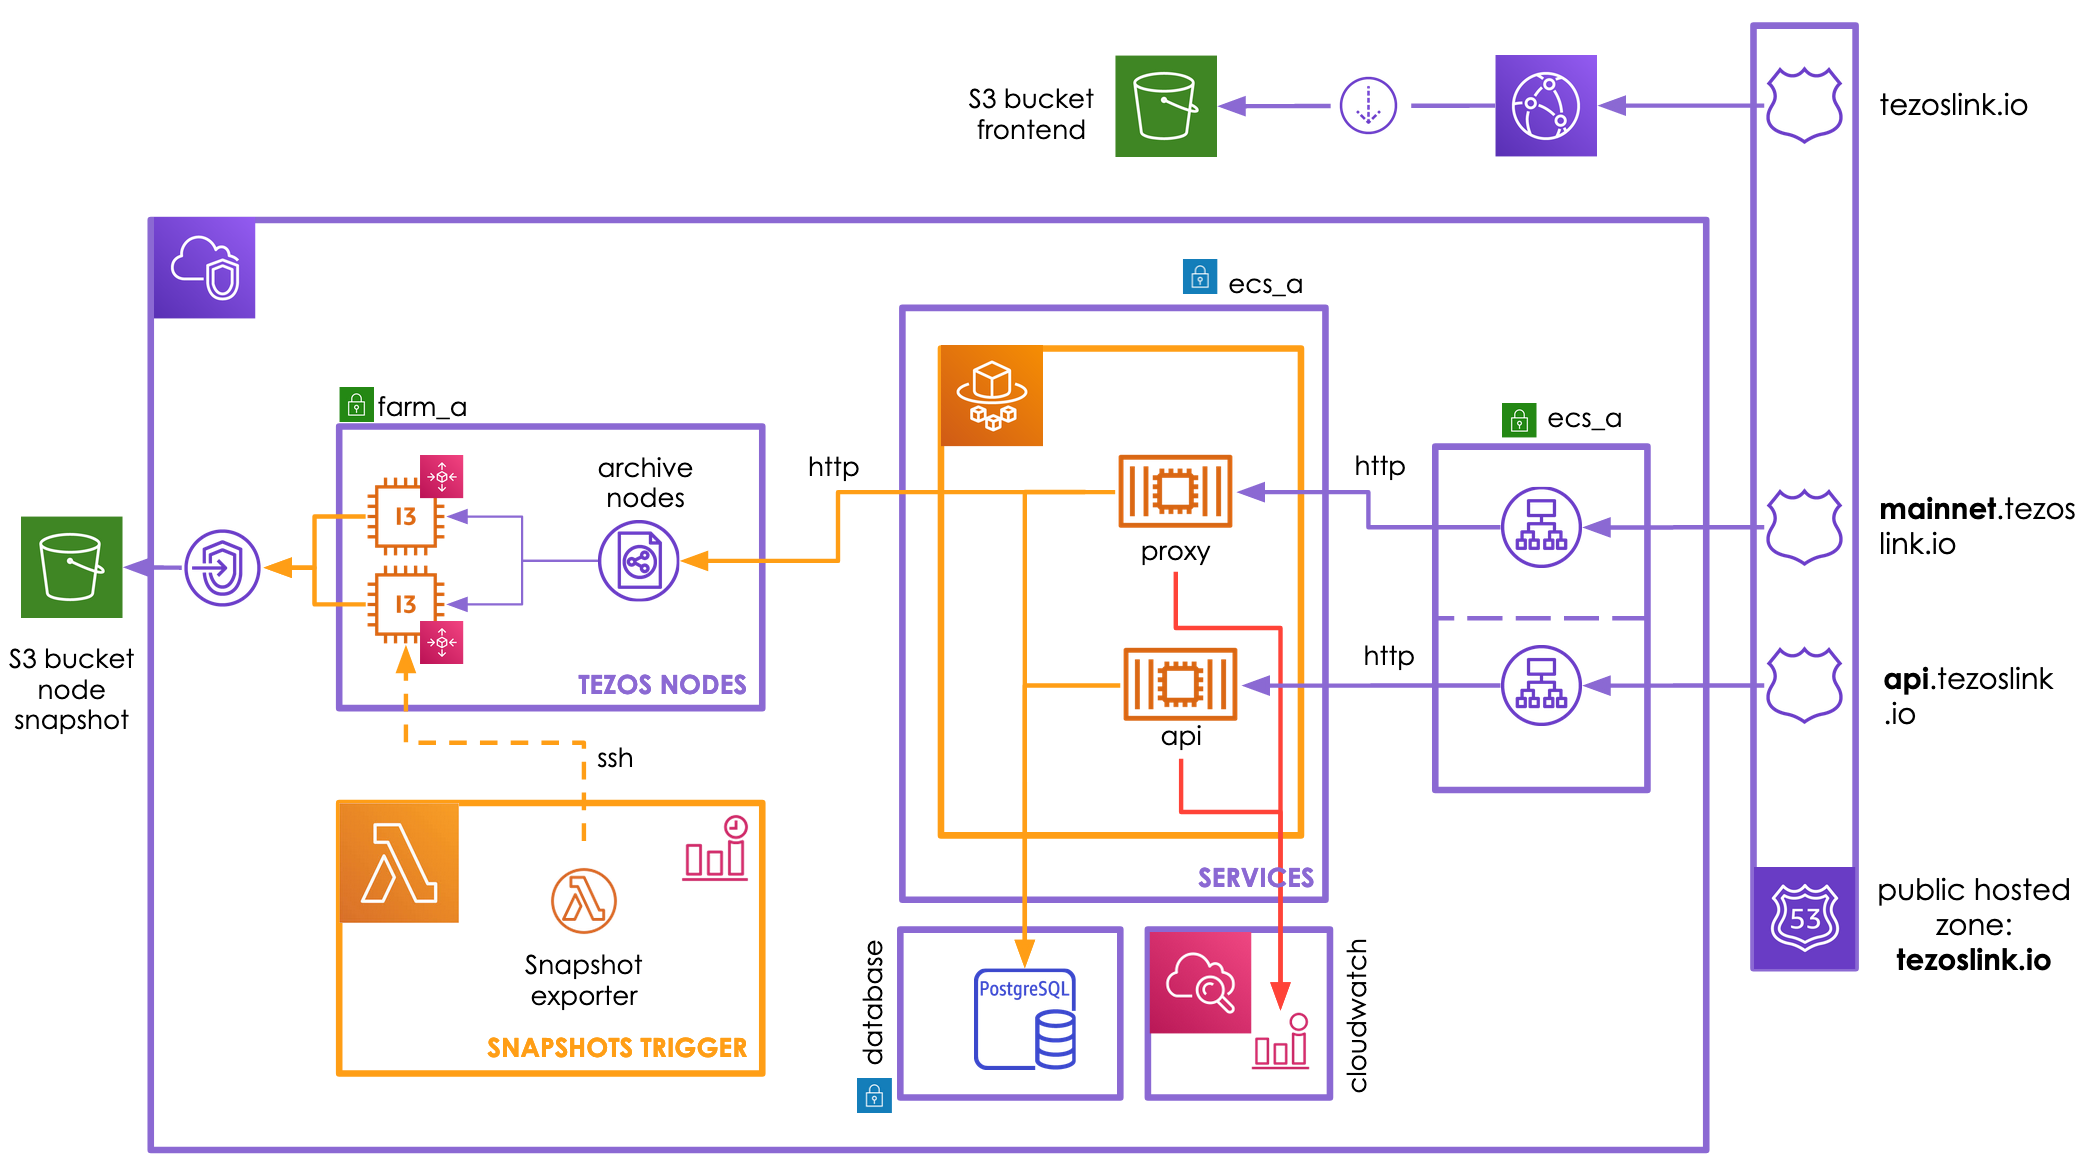 S3 bucket
frontend
tezoslink.io
ecs_a
farm_a
ecs_a
archive
nodes
http
http
I3
I3
proxy
mainnet.tezos
link.io
S3 bucket
node
snapshot
TEZOS NODES
http
api.tezoslink
.io
ssh
api
Snapshot
exporter
SNAPSHOTS TRIGGER
SERVICES
database
PostgreSQL
cloudwatch
53
public hosted
zone:
tezoslink.io